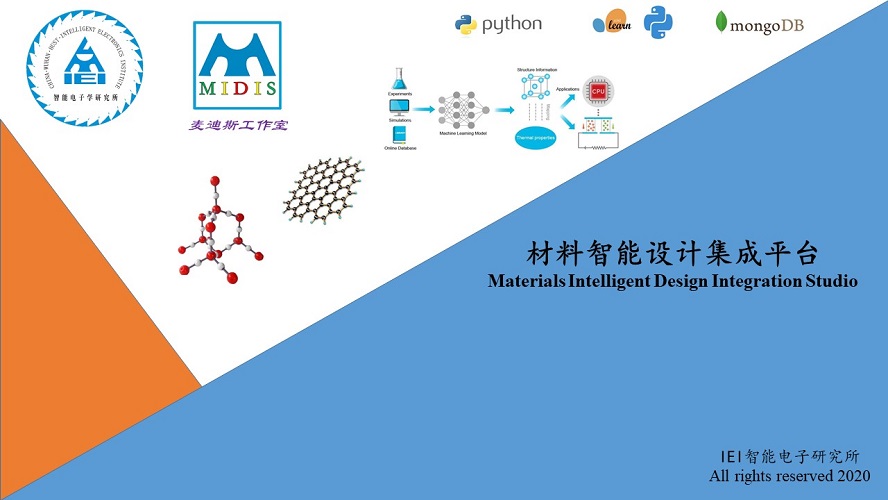 CHINA-WUHAN-HUST-INTELLIGENT ELECTRONICS INSTITUTE
IEI
智能电子学研究所
MIDIS
麦迪斯工作室
python
learn
mongoDB
Experiments
Simulations
Online Database
Machine Learning Model
Structure Information
Mapping
Thermal properties
Applications
CPU
材料智能设计集成平台
Materials Intelligent Design Integration Studio
IEI智能电子研究所
All rights reserved 2020